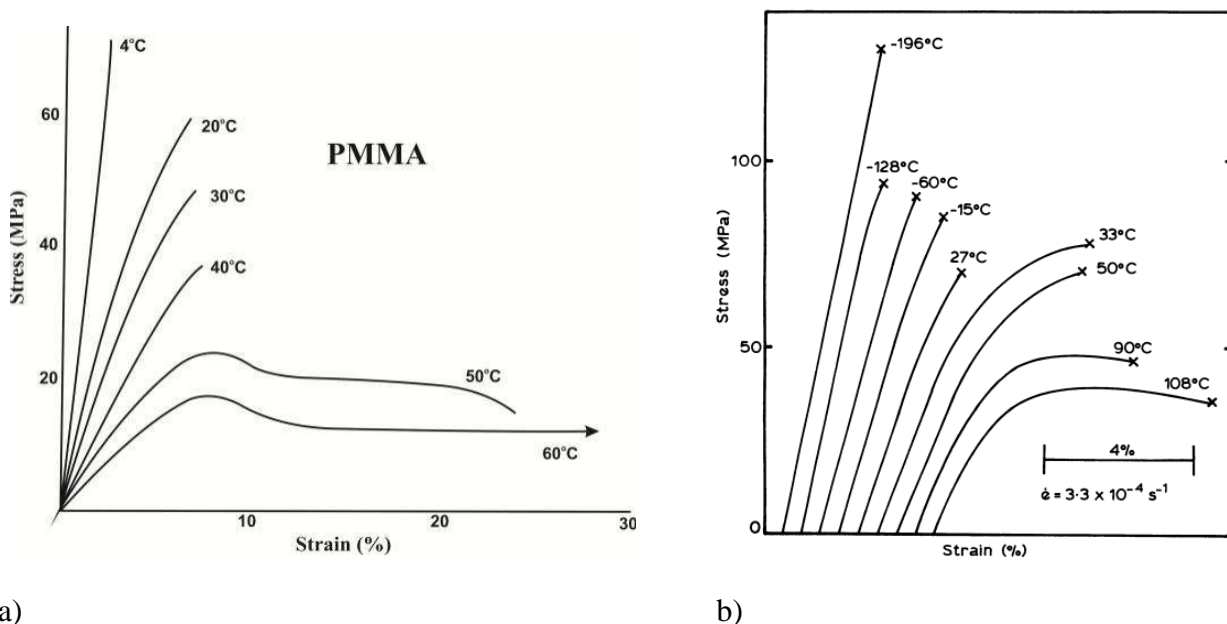 4°C
60
20°C
PMMA
30°C
Stress (MPa)
40
40°C
20
50°C
60°C
10
20
30
Strain (%)
a)
-196°C
100
-128°C
-60°C
-15°C
33°C
27°C
50°C
Stress (MPa)
50
90°C
108°C
4%
ė = 3·3 x 10⁻⁴ s⁻¹
0
Strain (%)
b)